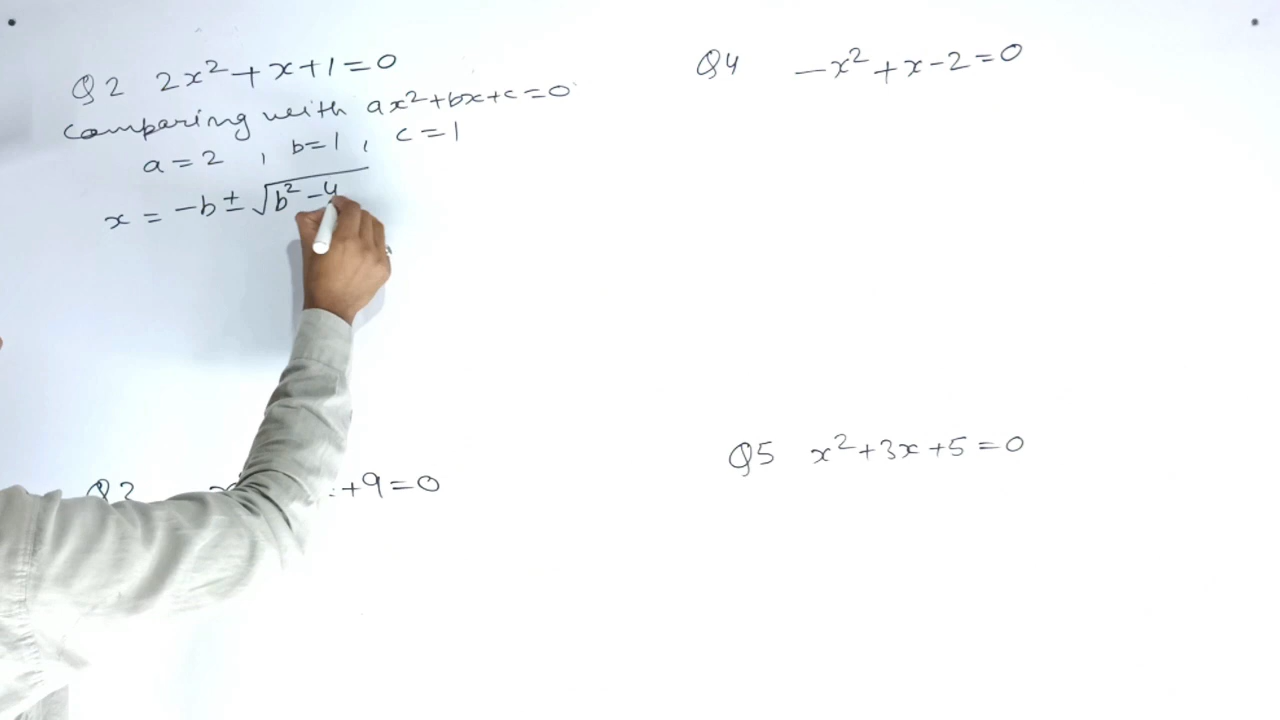 Q2 2x²+x+1=0
Comparing with ax²+bx+c=0
a=2 , b=1 , c=1
x = -b ± √b²-4
+9=0
Q4 -x²+x-2=0
Q5 x²+3x+5=0